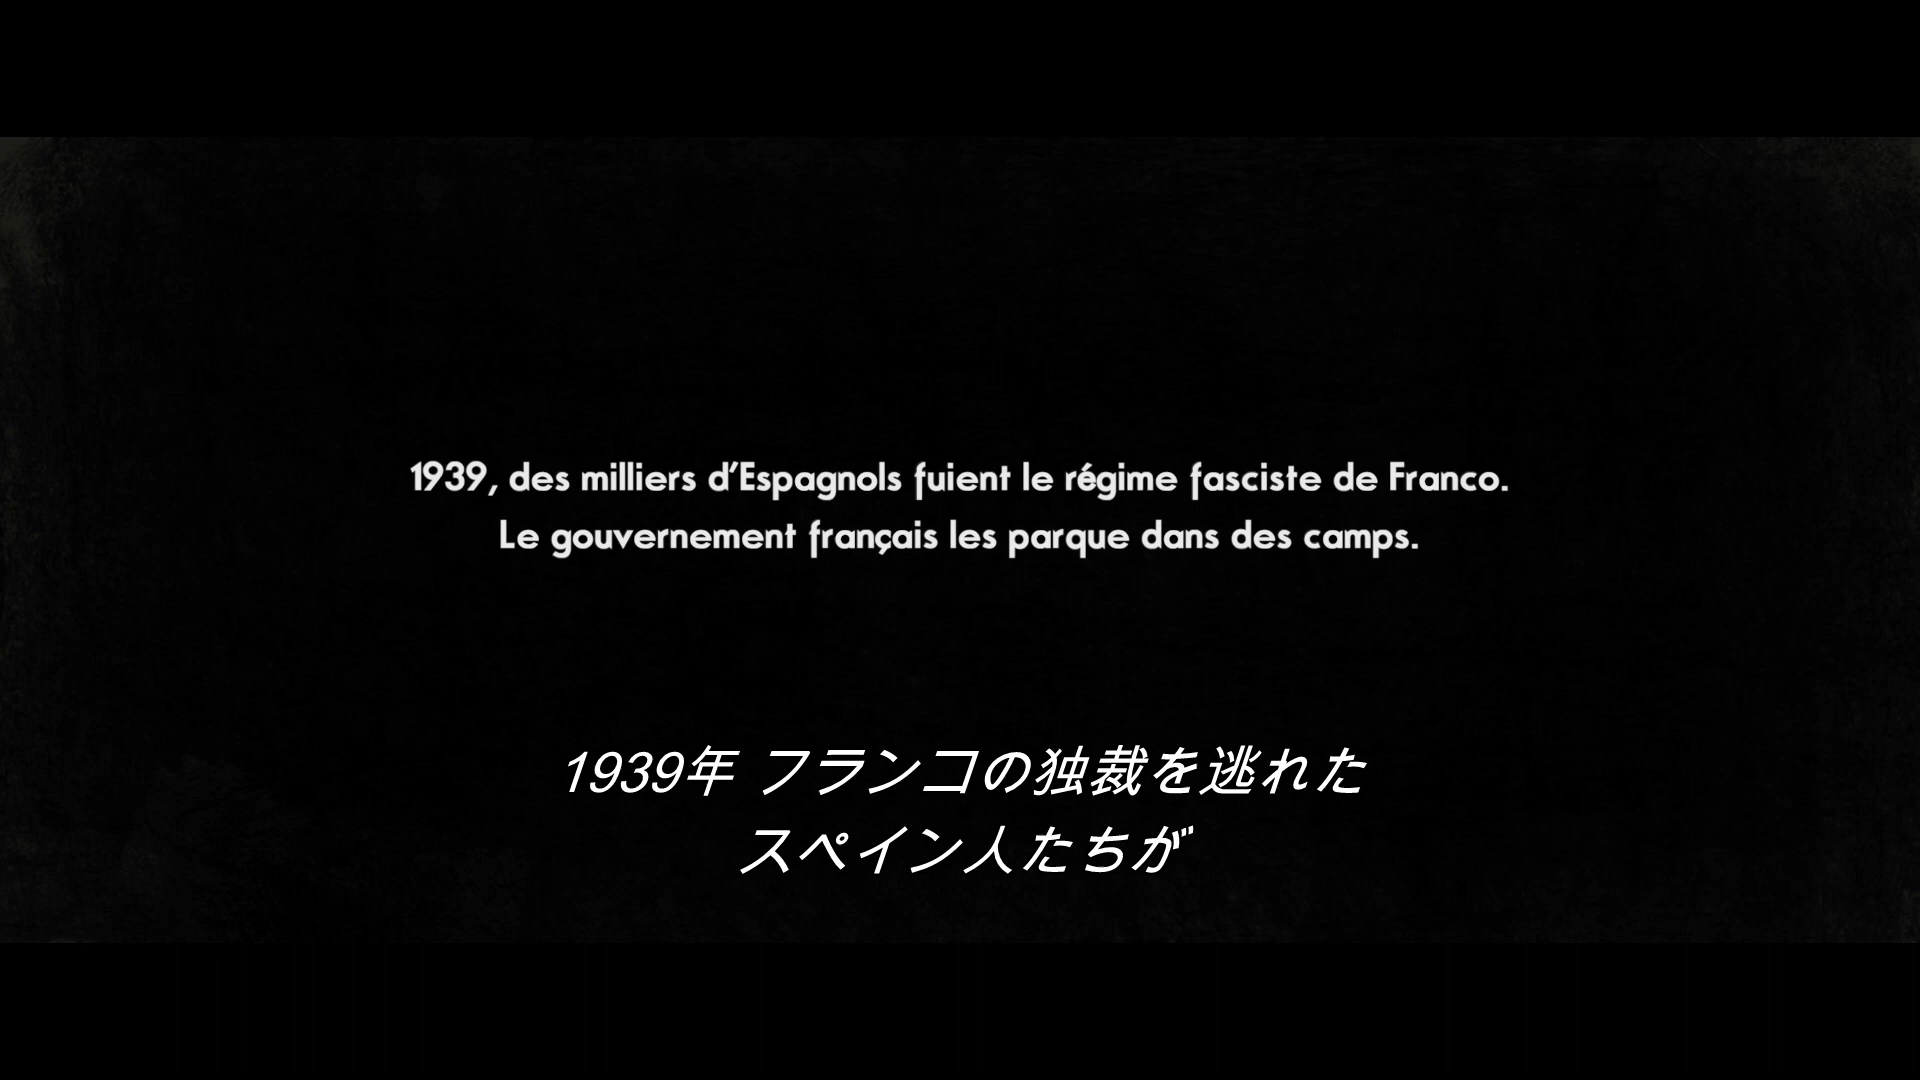 1939, des milliers d'Espagnols fuient le régime fasciste de Franco.
Le gouvernement français les parque dans des camps.
1939年 フランコの独裁を逃れた
スペイン人たちが